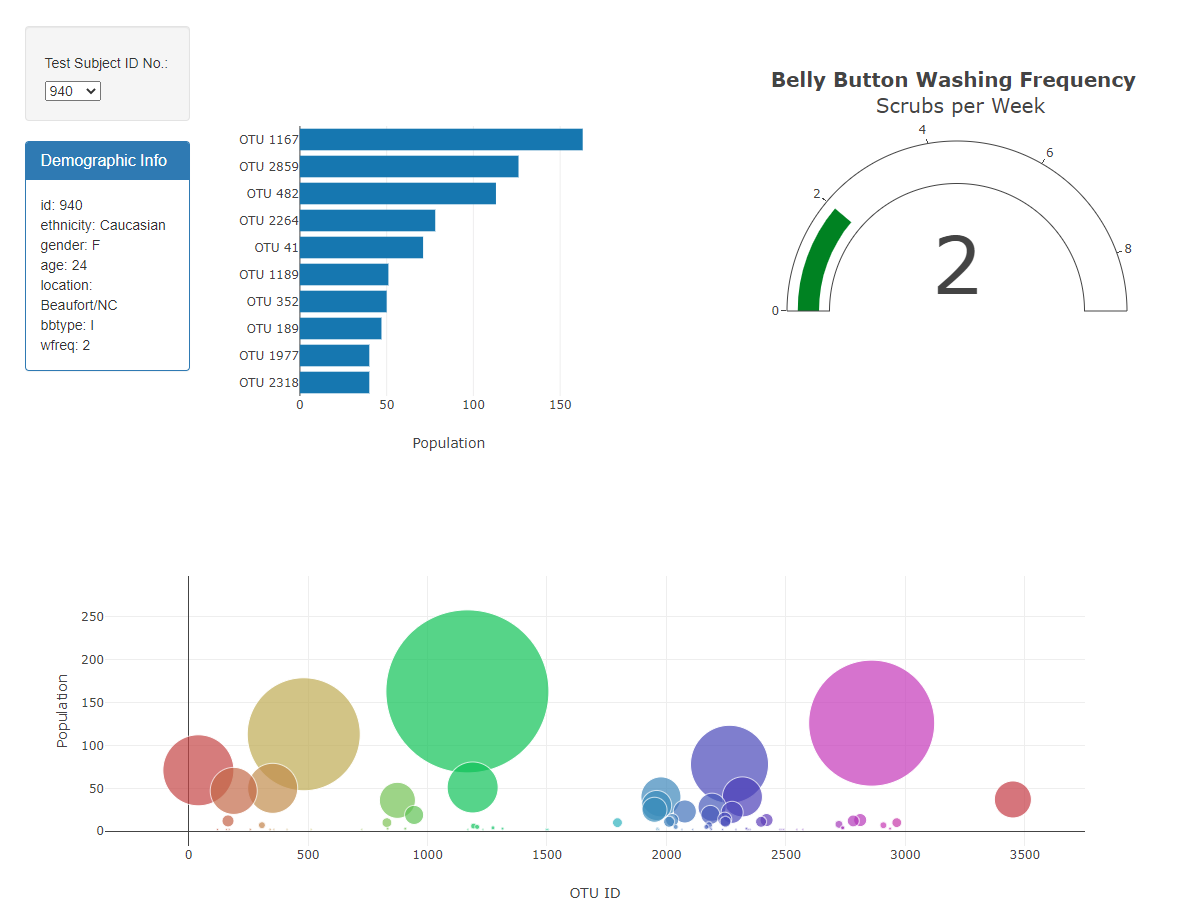 Test Subject ID No.:
940
Demographic Info
id: 940
ethnicity: Caucasian
gender: F
age: 24
location:
Beaufort/NC
bbtype: I
wfreq: 2
OTU 1167
OTU 2859
OTU 482
OTU 2264
OTU 41
OTU 1189
OTU 352
OTU 189
OTU 1977
OTU 2318
0 50 100 150
Population
Belly Button Washing Frequency
Scrubs per Week
0
2
4
6
8
2
250
200
150
100
50
0
Population
0 500 1000 1500 2000 2500 3000 3500
OTU ID